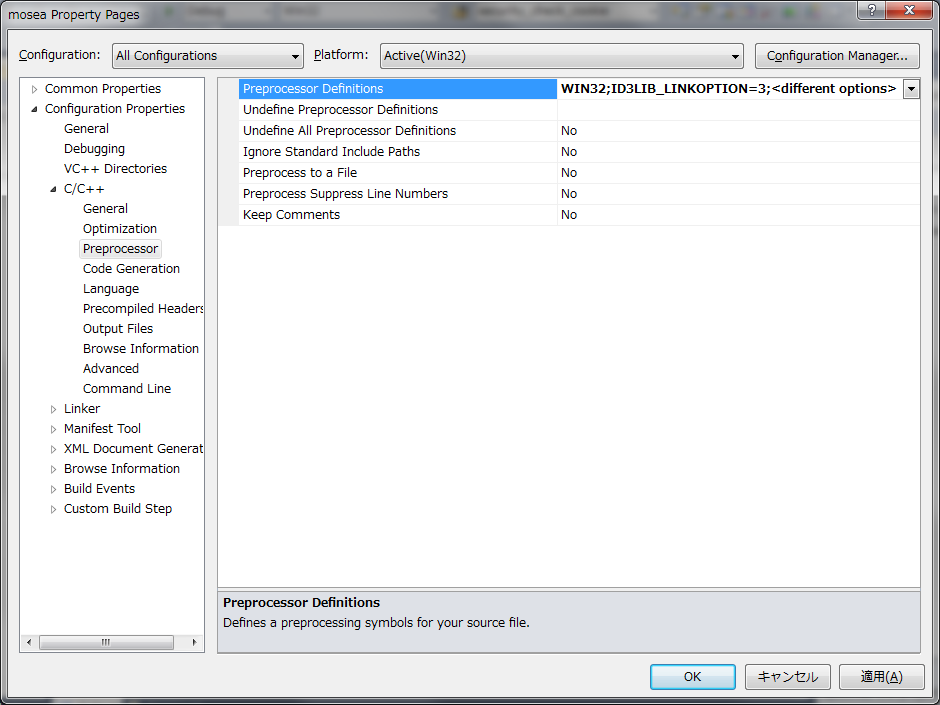 mosea Property Pages
?
Configuration: All Configurations Platform: Active(Win32) Configuration Manager...
Common Properties
Configuration Properties
General
Debugging
VC++ Directories
C/C++
General
Optimization
Preprocessor
Code Generation
Language
Precompiled Headers
Output Files
Browse Information
Advanced
Command Line
Linker
Manifest Tool
XML Document Generat
Browse Information
Build Events
Custom Build Step
Preprocessor Definitions WIN32;ID3LIB_LINKOPTION=3;<different options>
Undefine Preprocessor Definitions
Undefine All Preprocessor Definitions No
Ignore Standard Include Paths No
Preprocess to a File No
Preprocess Suppress Line Numbers No
Keep Comments No
Preprocessor Definitions
Defines a preprocessing symbols for your source file.
OK キャンセル 適用(A)